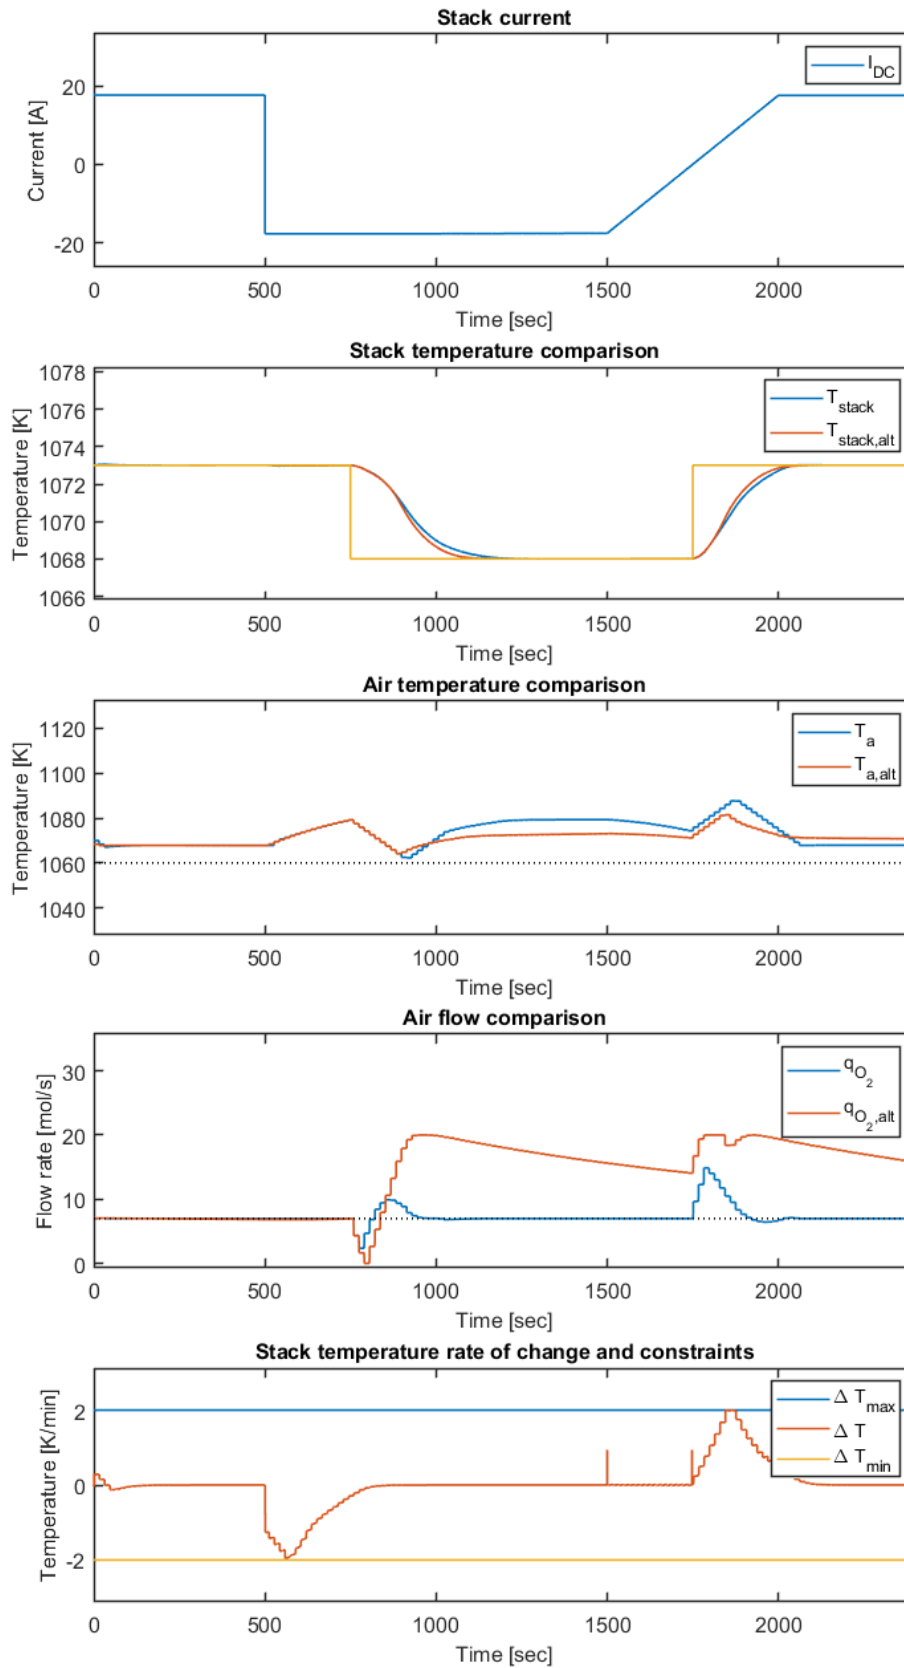 Stack current
I_DC
20
0
-20
Current [A]
0 500 1000 1500 2000
Time [sec]
Stack temperature comparison
1078
1076
1074
1072
1070
1068
1066
Temperature [K]
T_stack
T_stack,alt
0 500 1000 1500 2000
Time [sec]
Air temperature comparison
1120
1100
1080
1060
1040
Temperature [K]
T_a
T_a,alt
0 500 1000 1500 2000
Time [sec]
Air flow comparison
30
20
10
0
Flow rate [mol/s]
q_O_2
q_O_2,alt
0 500 1000 1500 2000
Time [sec]
Stack temperature rate of change and constraints
2
0
-2
Temperature [K/min]
Δ T_max
Δ T
Δ T_min
0 500 1000 1500 2000
Time [sec]